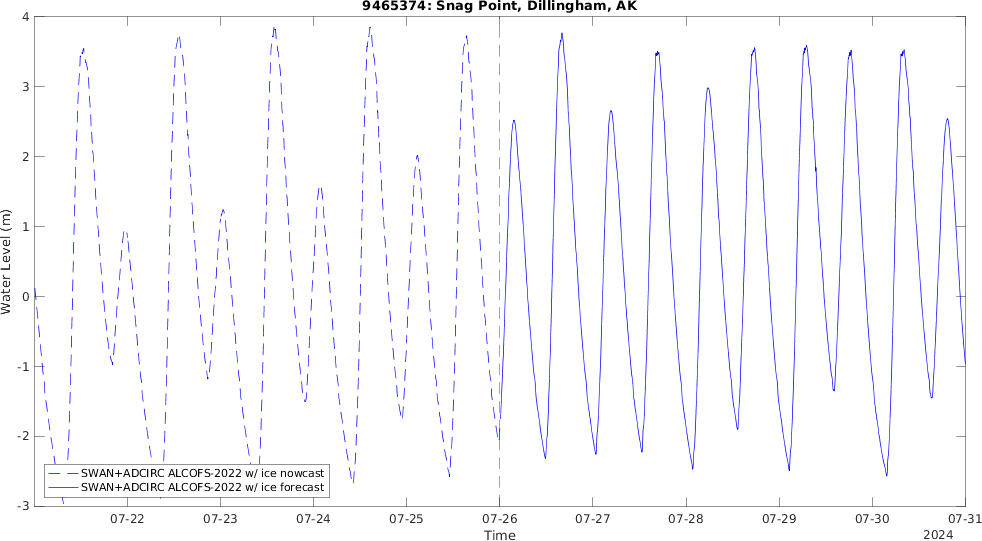 9465374: Snag Point, Dillingham, AK
4
3
2
1
0
-1
-2
-3
Water Level (m)
SWAN+ADCIRC ALCOFS-2022 w/ ice nowcast
SWAN+ADCIRC ALCOFS-2022 w/ ice forecast
07-22 07-23 07-24 07-25 07-26 07-27 07-28 07-29 07-30 07-31
Time
2024